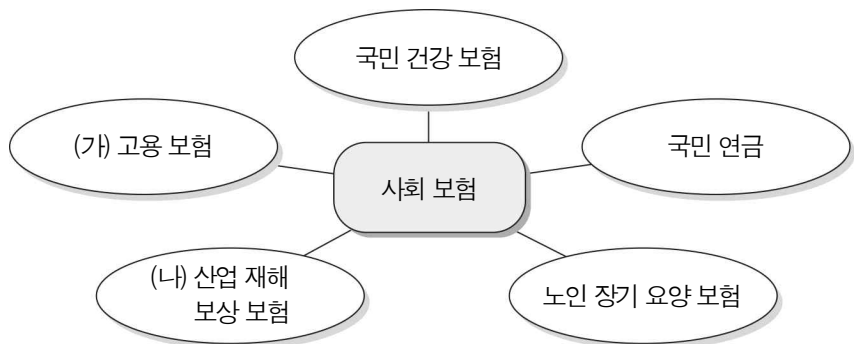 국민 건강 보험
(가) 고용 보험
국민 연금
사회 보험
(나) 산업 재해
보상 보험
노인 장기 요양 보험